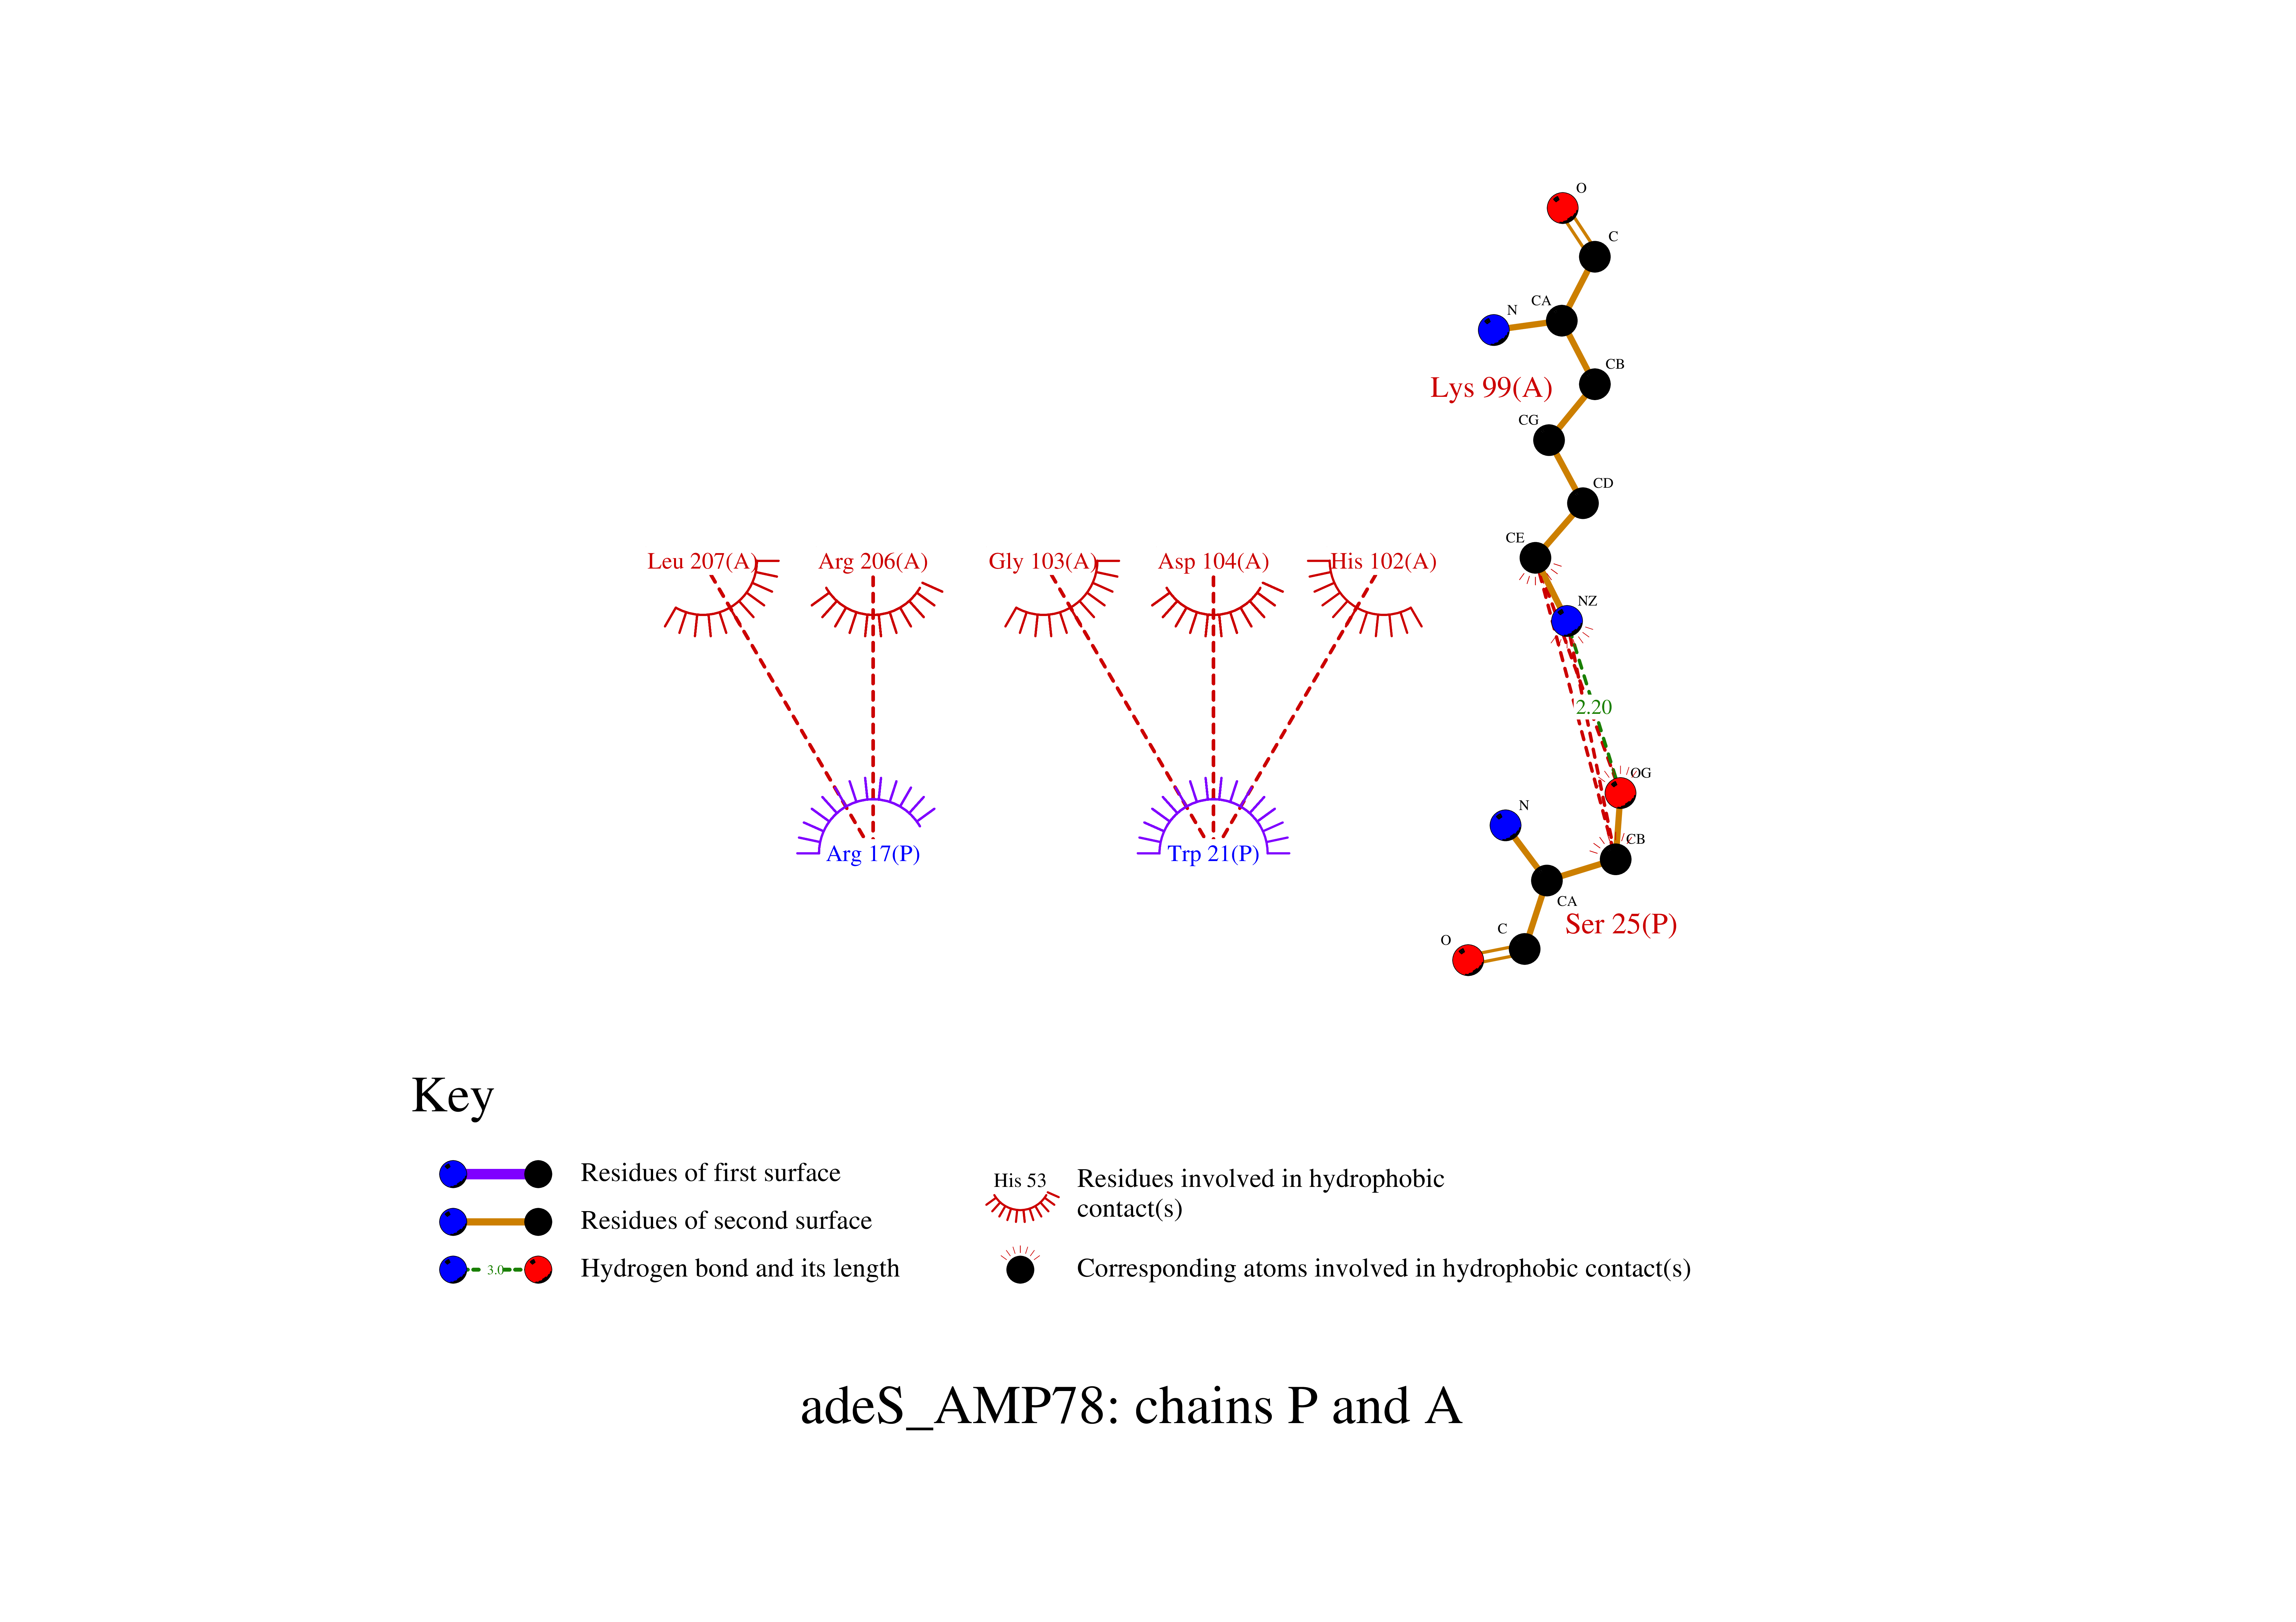 O
C
CA
N
CB
Lys 99(A)
CG
CD
CE
Leu 207(A) Arg 206(A) Gly 103(A) Asp 104(A) His 102(A)
NZ
2.20
OG
N
CB
Arg 17(P) Trp 21(P)
CA
Ser 25(P)
C
O
Key
Residues of first surface
Residues of second surface
3.0 Hydrogen bond and its length
His 53 Residues involved in hydrophobic
contact(s)
Corresponding atoms involved in hydrophobic contact(s)
adeS_AMP78: chains P and A